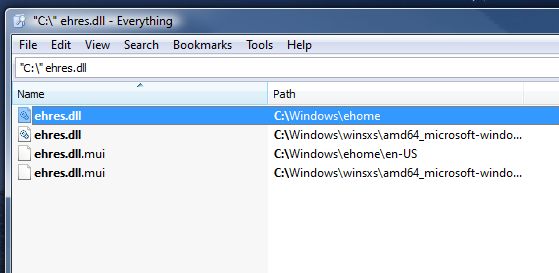 "C:\" ehres.dll - Everything
File Edit View Search Bookmarks Tools Help
"C:\" ehres.dll
Name Path
ehres.dll C:\Windows\ehome
ehres.dll C:\Windows\winsxs\amd64_microsoft-windo...
ehres.dll.mui C:\Windows\ehome\en-US
ehres.dll.mui C:\Windows\winsxs\amd64_microsoft-windo...